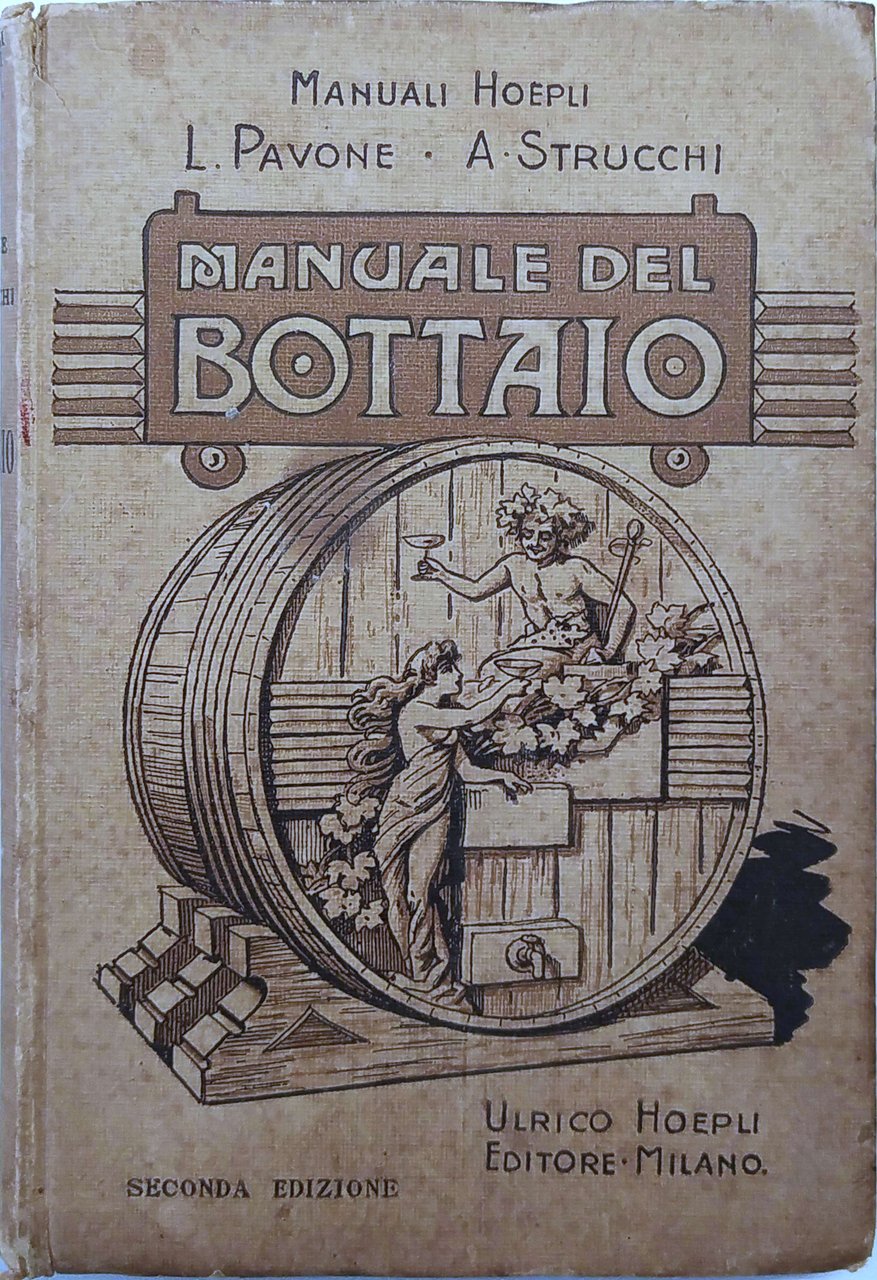 MANUALI HOEPLI
L. PAVONE · A · STRUCCHI
MANUALE DEL
BOTTAIO
ULRICO HOEPLI
EDITORE · MILANO.
SECONDA EDIZIONE